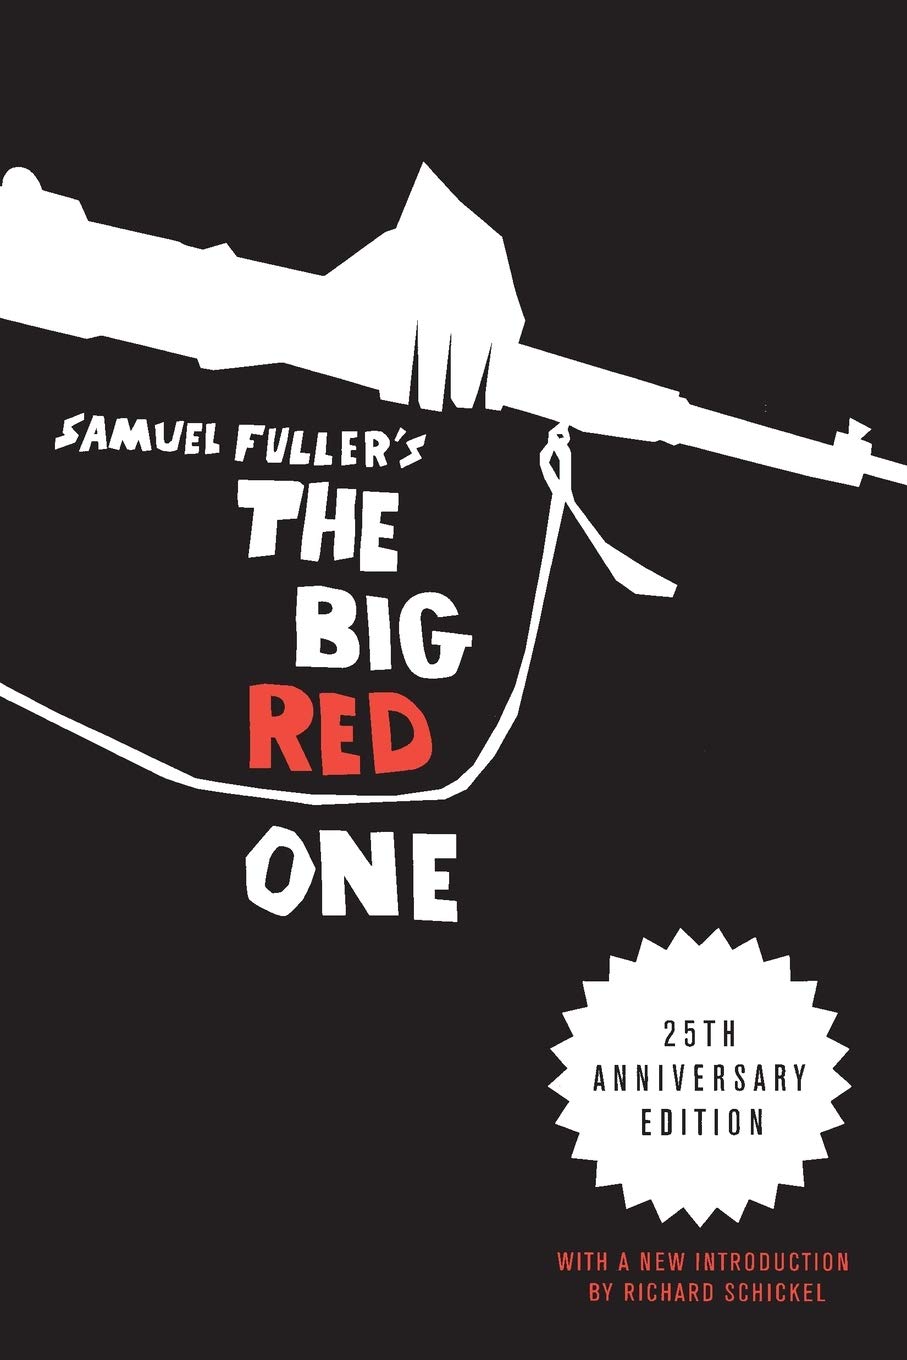 SAMUEL FULLER'S
THE
BIG
RED
ONE
25TH
ANNIVERSARY
EDITION
WITH A NEW INTRODUCTION
BY RICHARD SCHICKEL